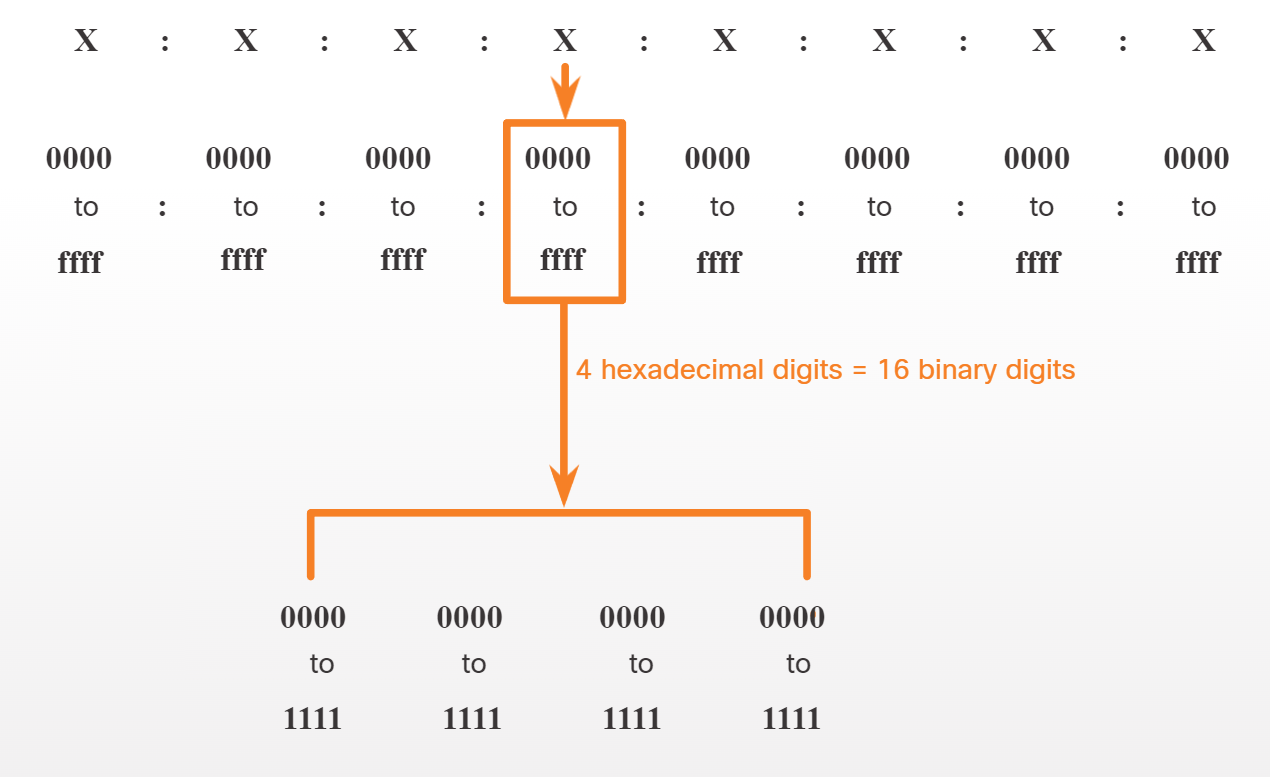 X : X : X : X : X : X : X : X
0000 0000 0000 0000 0000 0000 0000 0000
to : to : to : to : to : to : to : to
ffff ffff ffff ffff ffff ffff ffff ffff
4 hexadecimal digits = 16 binary digits
0000 0000 0000 0000
to to to to
1111 1111 1111 1111